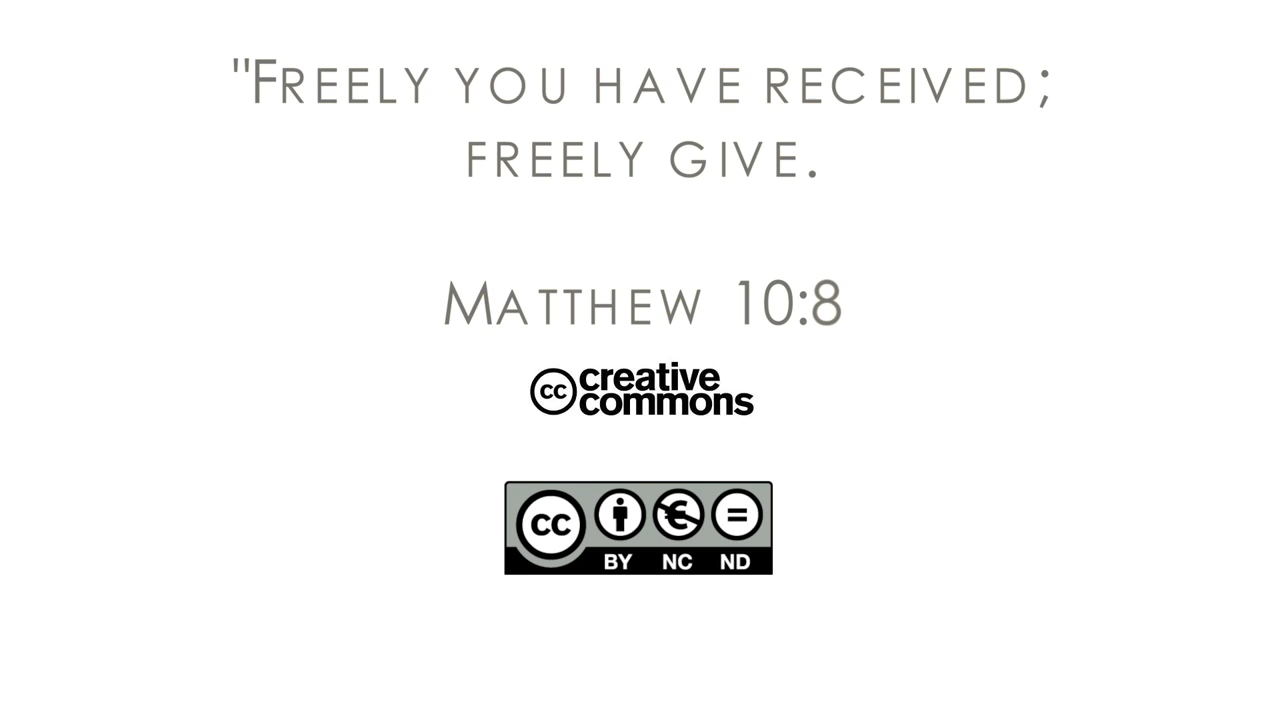 "FREELY YOU HAVE RECEIVED;
FREELY GIVE.
MATTHEW 10:8
cc creative
commons
cc BY NC ND